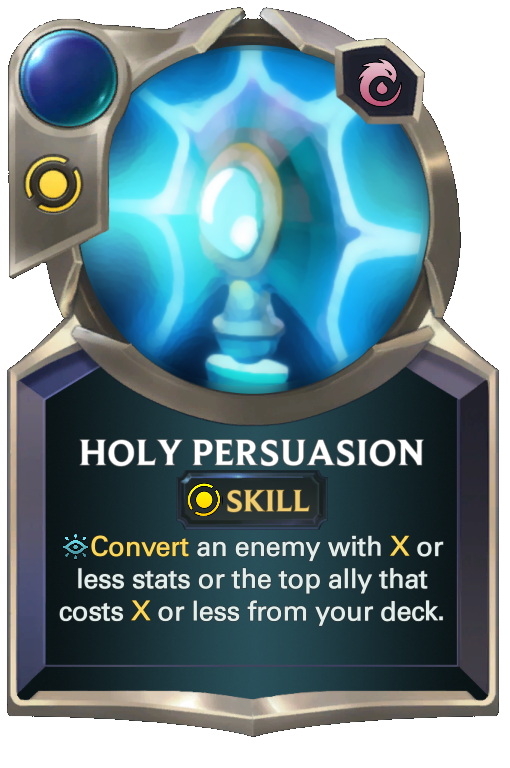 HOLY PERSUASION
SKILL
Convert an enemy with X or
less stats or the top ally that
costs X or less from your deck.